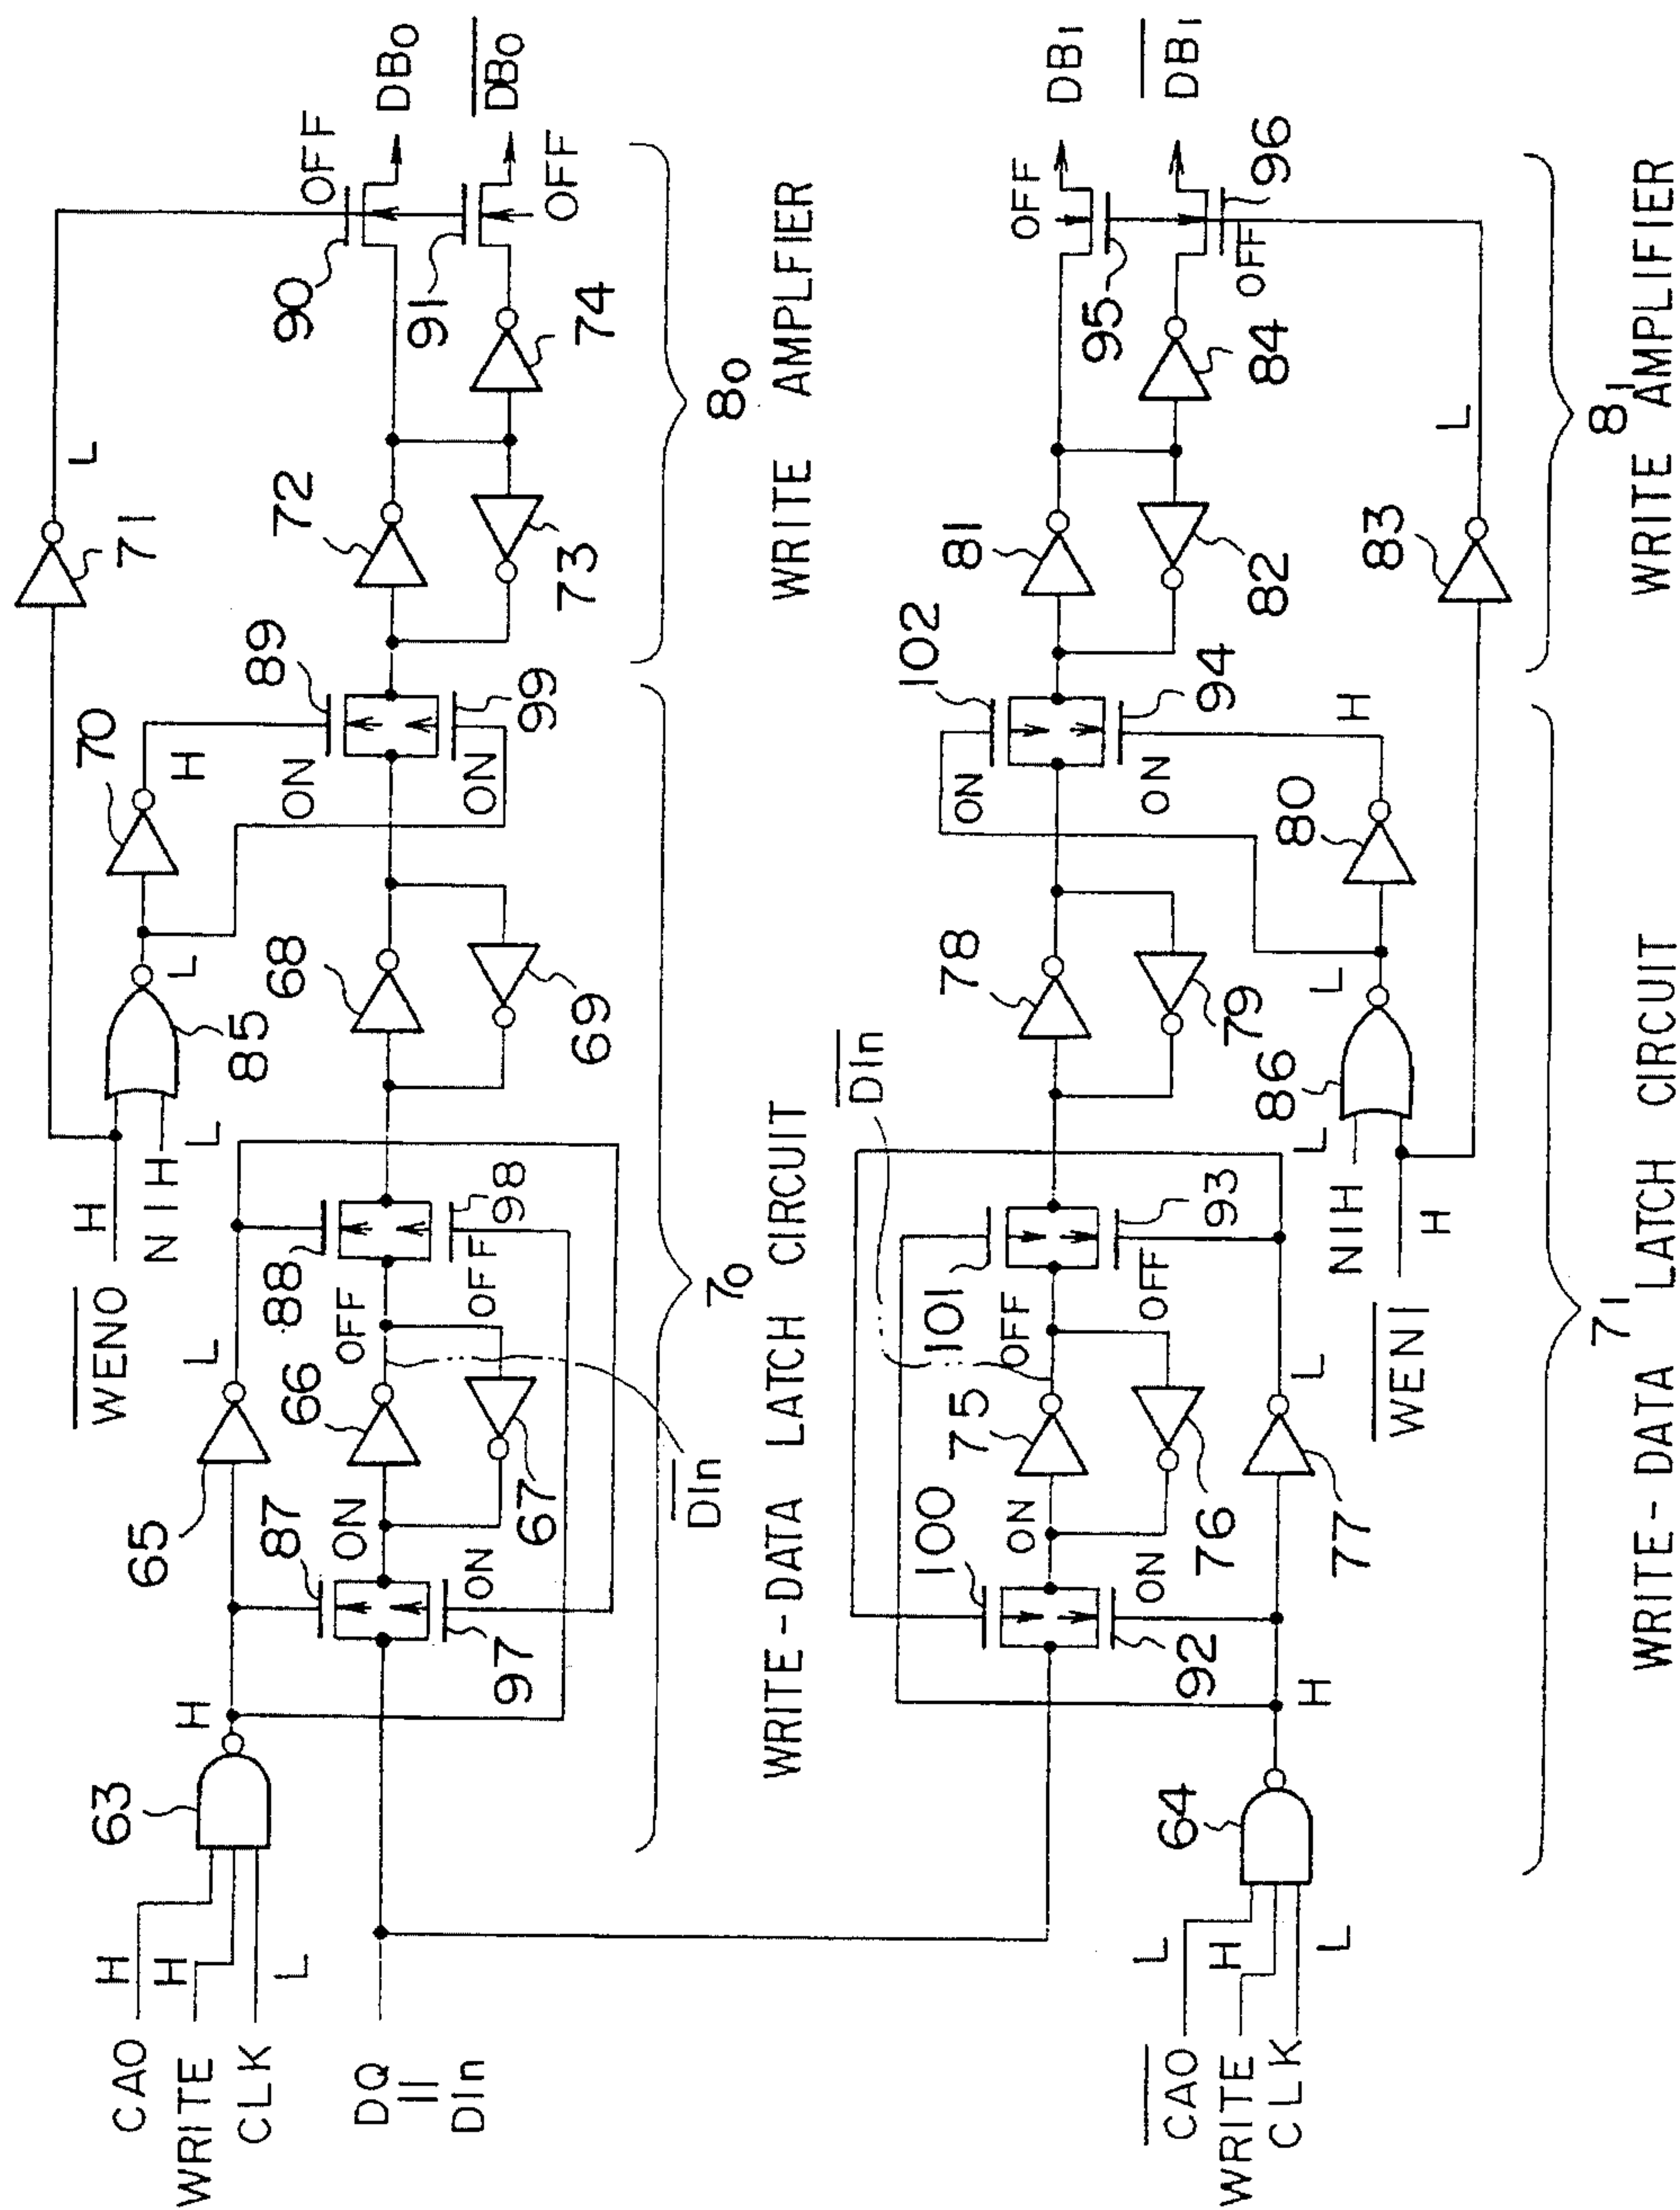 CA0
WRITE
CLK
H
H
L
63
H
65
L
87
ON
97
ON
66
67
OFF
88
OFF
98
DIn
WEN0
H
NIH
L
85
L
70
H
71
L
68
69
ON
89
ON
99
72
73
74
90
OFF
91
OFF
DB0
DB0
70
WRITE-DATA LATCH CIRCUIT
80
WRITE AMPLIFIER
DQ
||
DIn
CA0
WRITE
CLK
L
H
L
64
H
100
ON
92
ON
75
76
77
L
DIn
101
OFF
93
OFF
78
79
NIH
L
WEN1
H
86
L
80
H
102
ON
94
ON
81
82
83
L
84
95
OFF
96
OFF
DB1
DB1
71
WRITE-DATA LATCH CIRCUIT
81
WRITE AMPLIFIER